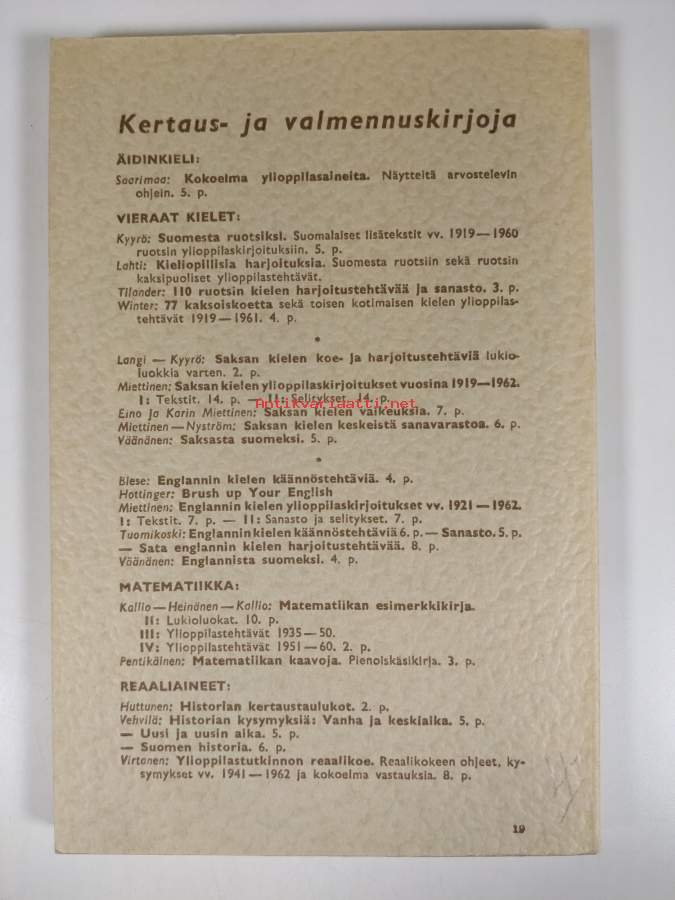 Kertaus- ja valmennuskirjoja
ÄIDINKIELI:
Saarimaa: Kokoelma ylioppilasaineita. Näytteitä arvostelevin
ohjein. 5. p.
VIERAAT KIELET:
Kyyrö: Suomesta ruotsiksi. Suomalaiset lisätekstit vv. 1919—1960
ruotsin ylioppilaskirjoituksiin. 5. p.
Lahti: Kieliopillisia harjoituksia. Suomesta ruotsiin sekä ruotsin
kaksipuoliset ylioppilastehtävät.
Tilander: 110 ruotsin kielen harjoitustehtävää ja sanasto. 3. p.
Winter: 77 kaksoiskoetta sekä toisen kotimaisen kielen ylioppilas-
tehtävät 1919—1961. 4. p.
•
Langi — Kyyrö: Saksan kielen koe- ja harjoitustehtäviä lukio-
luokkia varten. 2. p.
Miettinen: Saksan kielen ylioppilaskirjoitukset vuosina 1919—1962.
I: Tekstit. 14. p. — II: Selitykset. 14. p.
Antikvariaatti.net
Eino ja Karin Miettinen: Saksan kielen vaikeuksia. 7. p.
Miettinen — Nyström: Saksan kielen keskeistä sanavarastoa. 6. p.
Väänänen: Saksasta suomeksi. 5. p.
•
Biese: Englannin kielen käännöstehtäviä. 4. p.
Hottinger: Brush up Your English
Miettinen: Englannin kielen ylioppilaskirjoitukset vv. 1921—1962.
I: Tekstit. 7. p. — II: Sanasto ja selitykset. 7. p.
Tuomikoski: Englannin kielen käännöstehtäviä 6. p. — Sanasto. 5. p.
— Sata englannin kielen harjoitustehtävää. 8. p.
Väänänen: Englannista suomeksi. 4. p.
MATEMATIIKKA:
Kallio — Heinänen — Kallio: Matematiikan esimerkkikirja.
II: Lukioluokat. 10. p.
III: Ylioppilastehtävät 1935—50.
IV: Ylioppilastehtävät 1951—60. 2. p.
Pentikäinen: Matematiikan kaavoja. Pienoiskäsikirja. 3. p.
REAALIAINEET:
Huttunen: Historian kertaustaulukot. 2. p.
Vehvilä: Historian kysymyksiä: Vanha ja keskiaika. 5. p.
— Uusi ja uusin aika. 5. p.
— Suomen historia. 6. p.
Virtanen: Ylioppilastutkinnon reaalikoe. Reaalikokeen ohjeet, ky-
symykset vv. 1941—1962 ja kokoelma vastauksia. 8. p.
19